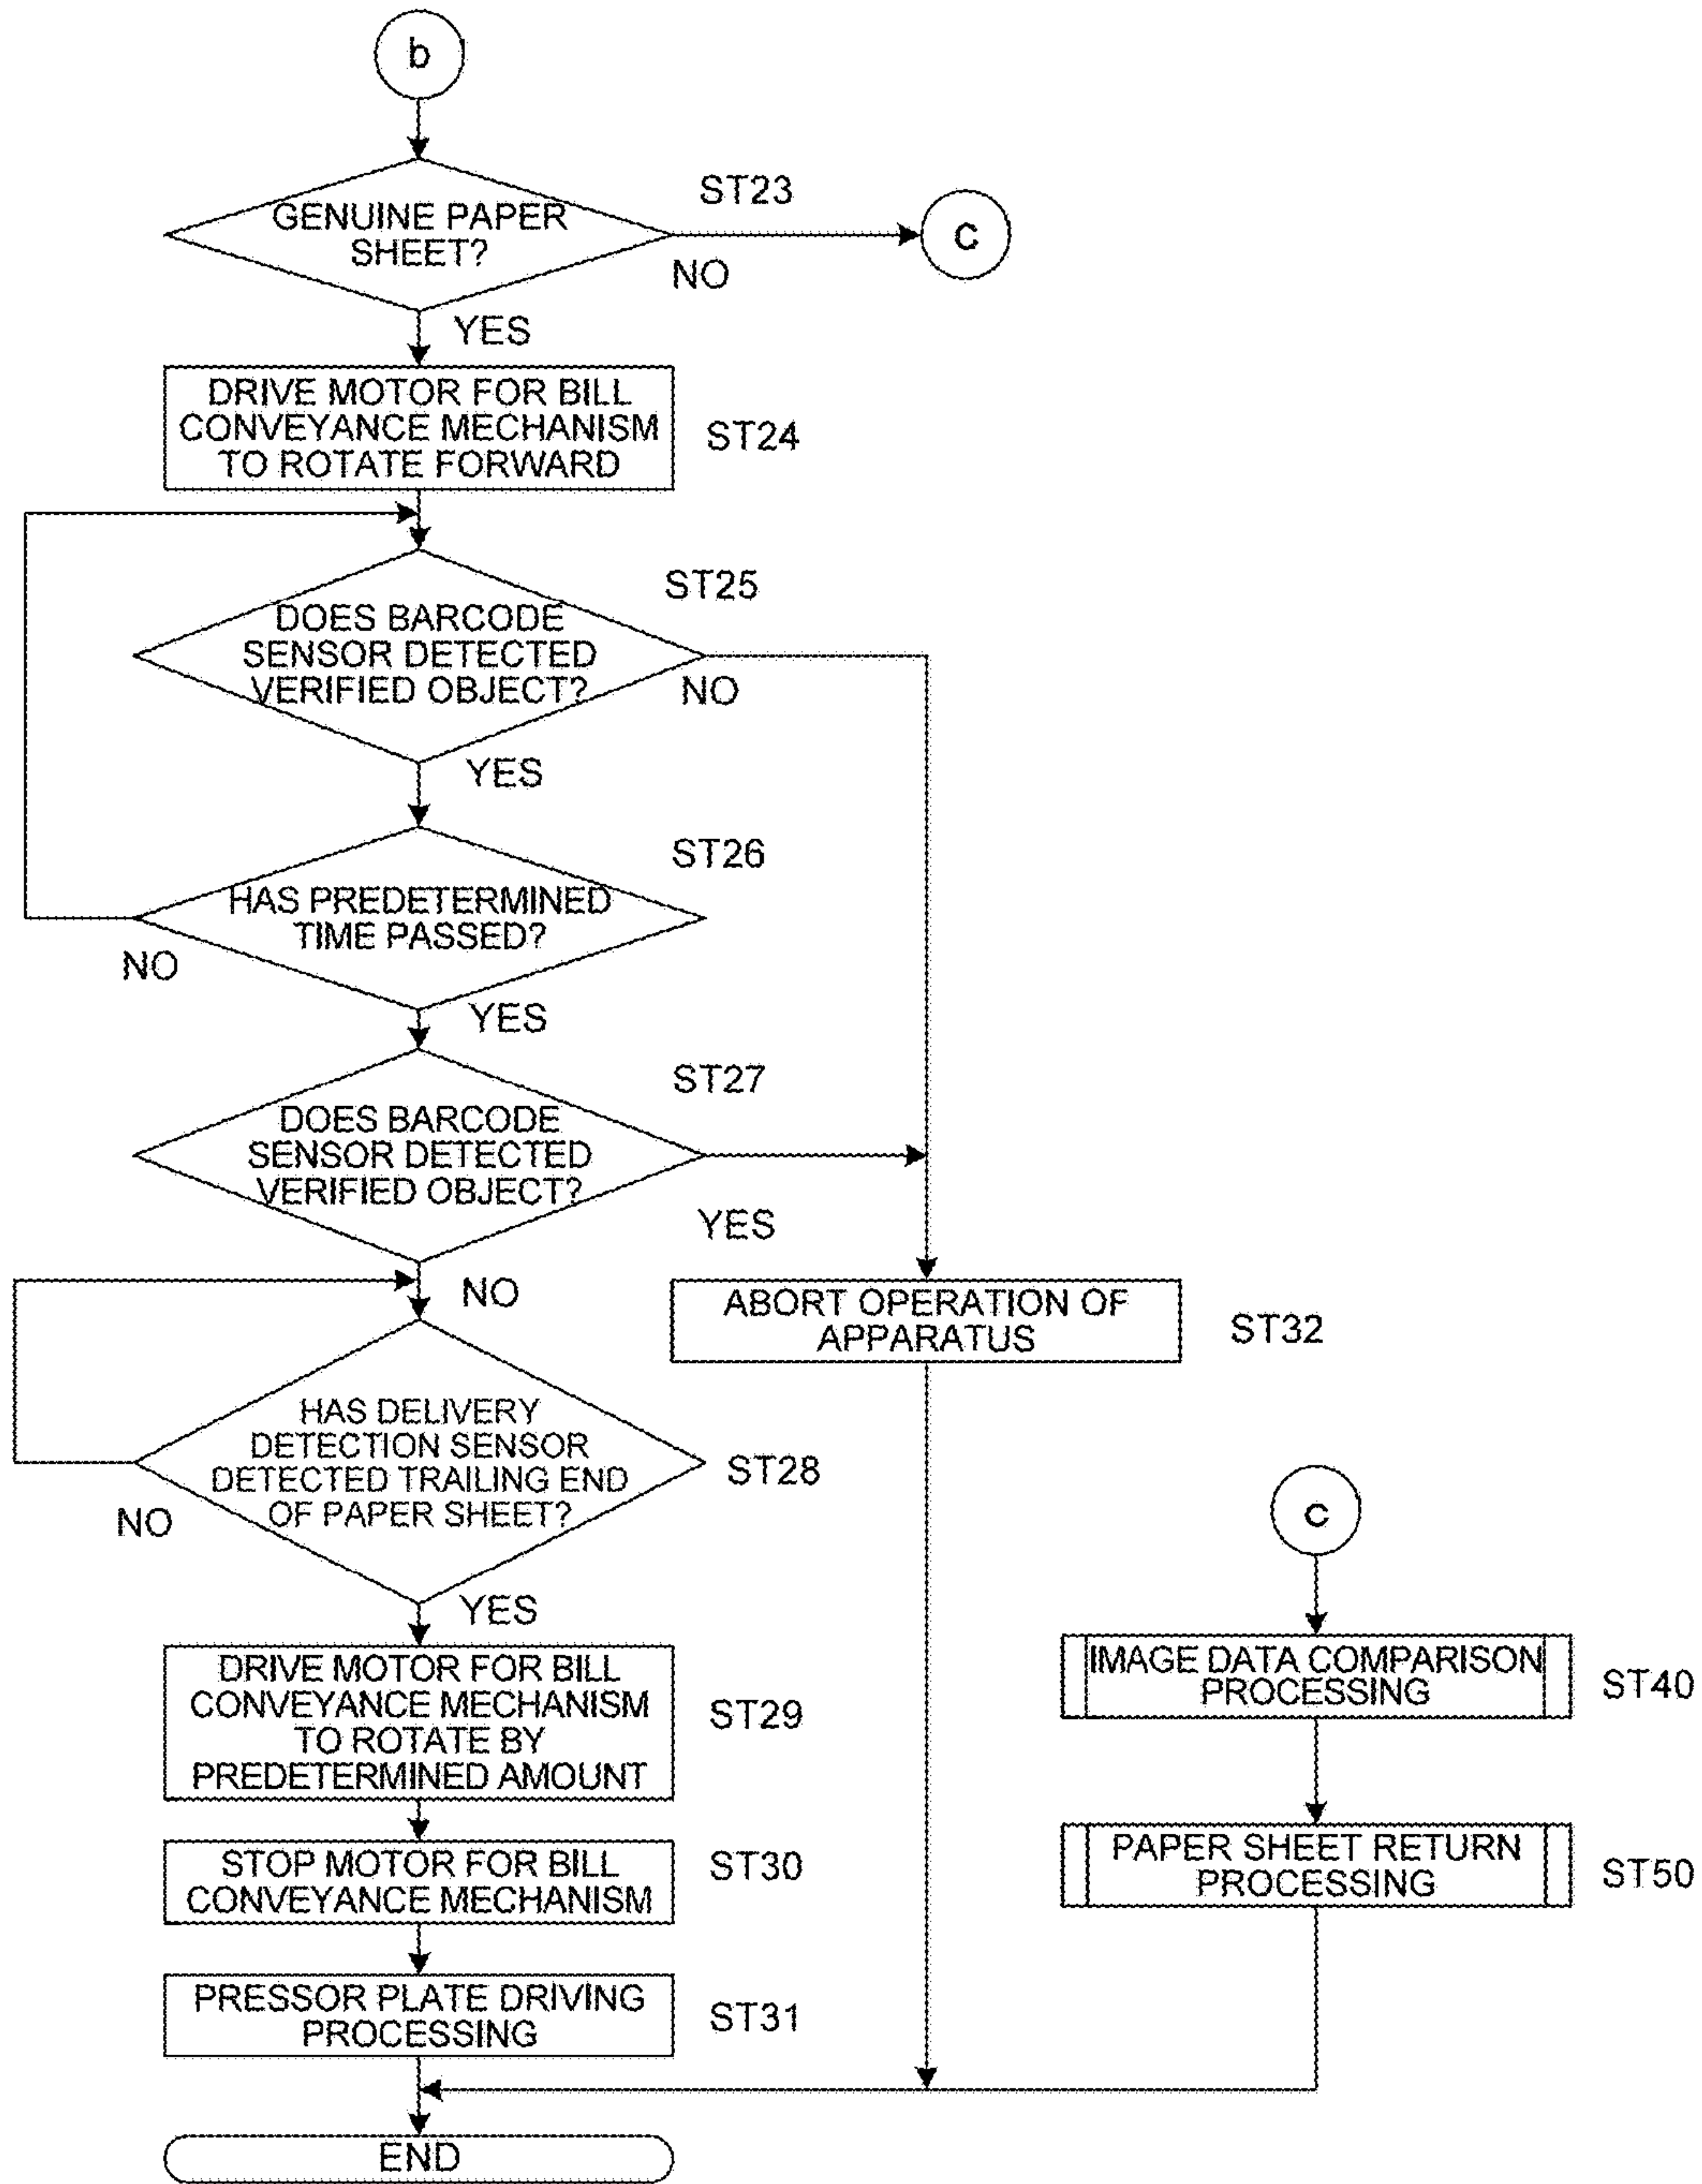 b
GENUINE PAPER
SHEET?
ST23
NO
c
YES
DRIVE MOTOR FOR BILL
CONVEYANCE MECHANISM
TO ROTATE FORWARD
ST24
ST25
DOES BARCODE
SENSOR DETECTED
VERIFIED OBJECT?
NO
YES
ST26
HAS PREDETERMINED
TIME PASSED?
NO
YES
ST27
DOES BARCODE
SENSOR DETECTED
VERIFIED OBJECT?
YES
NO
ABORT OPERATION OF
APPARATUS
ST32
HAS DELIVERY
DETECTION SENSOR
DETECTED TRAILING END
OF PAPER SHEET?
ST28
NO
YES
DRIVE MOTOR FOR BILL
CONVEYANCE MECHANISM
TO ROTATE BY
PREDETERMINED AMOUNT
ST29
STOP MOTOR FOR BILL
CONVEYANCE MECHANISM
ST30
PRESSOR PLATE DRIVING
PROCESSING
ST31
c
IMAGE DATA COMPARISON
PROCESSING
ST40
PAPER SHEET RETURN
PROCESSING
ST50
END